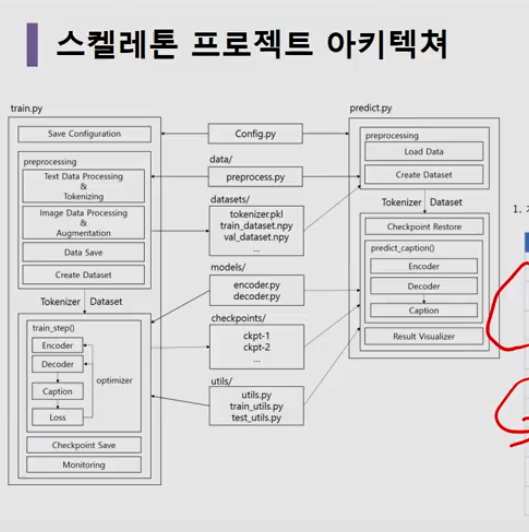 스켈레톤 프로젝트 아키텍쳐
train.py
Save Configuration
preprocessing
Text Data Processing
&
Tokenizing
Image Data Processing
&
Augmentation
Data Save
Create Dataset
Tokenizer
Dataset
train_step()
Encoder
Decoder
optimizer
Caption
Loss
Checkpoint Save
Monitoring
Config.py
data/
preprocess.py
datasets/
tokenizer.pkl
train_dataset.npy
val_dataset.npy
...
models/
encoder.py
decoder.py
checkpoints/
ckpt-1
ckpt-2
...
utils/
utils.py
train_utils.py
test_utils.py
predict.py
preprocessing
Load Data
Create Dataset
Tokenizer
Dataset
Checkpoint Restore
predict_caption()
Encoder
Decoder
Caption
Result Visualizer
1.